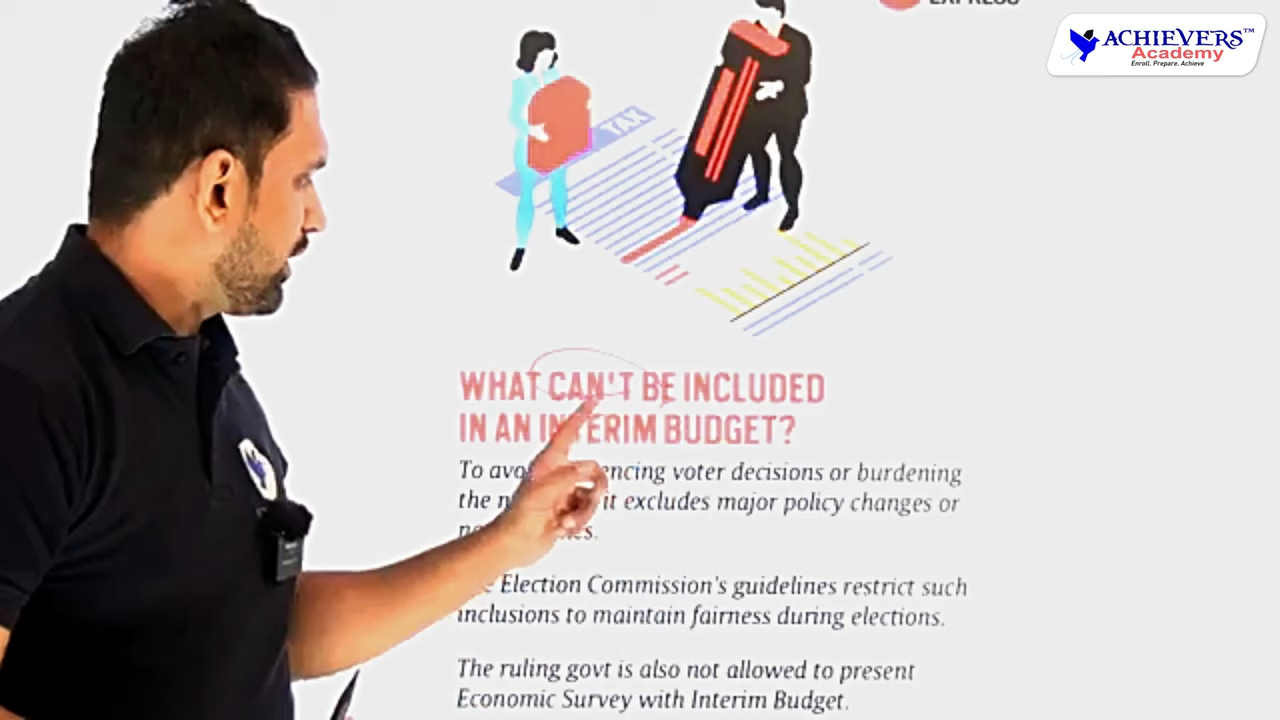 EXPRESS
ACHIEVERS™
Academy
Enroll. Prepare. Achieve
TAX
WHAT CAN'T BE INCLUDED
IN AN INTERIM BUDGET?
To encing voter decisions or burdening
the it excludes major policy changes or
Election Commission's guidelines restrict such
inclusions to maintain fairness during elections.
The ruling govt is also not allowed to present
Economic Survey with Interim Budget.